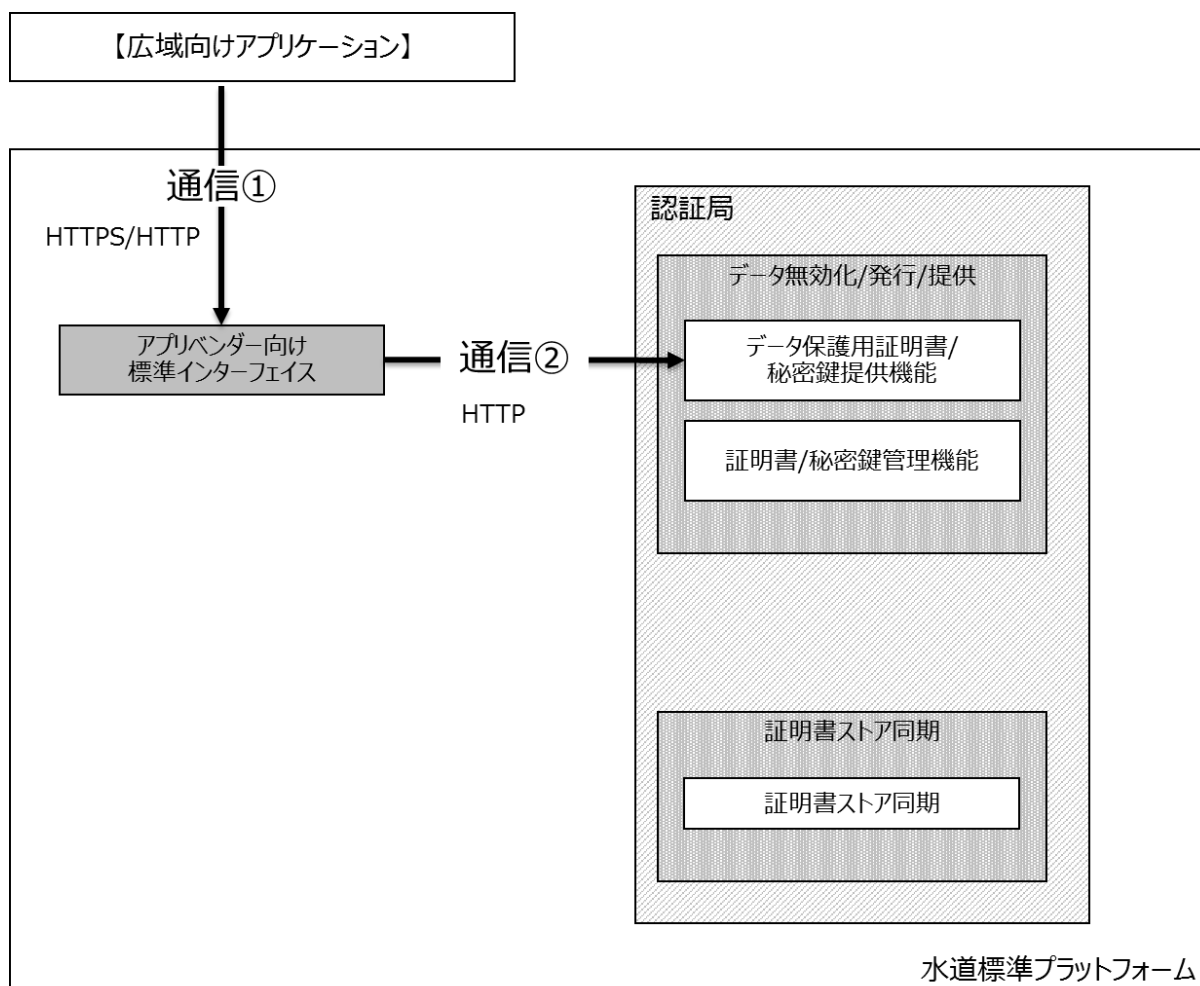 【広域向けアプリケーション】
通信①
HTTPS/HTTP
アプリベンダー向け
標準インターフェイス
通信②
HTTP
認証局
データ無効化/発行/提供
データ保護用証明書/
秘密鍵提供機能
証明書/秘密鍵管理機能
証明書ストア同期
証明書ストア同期
水道標準プラットフォーム